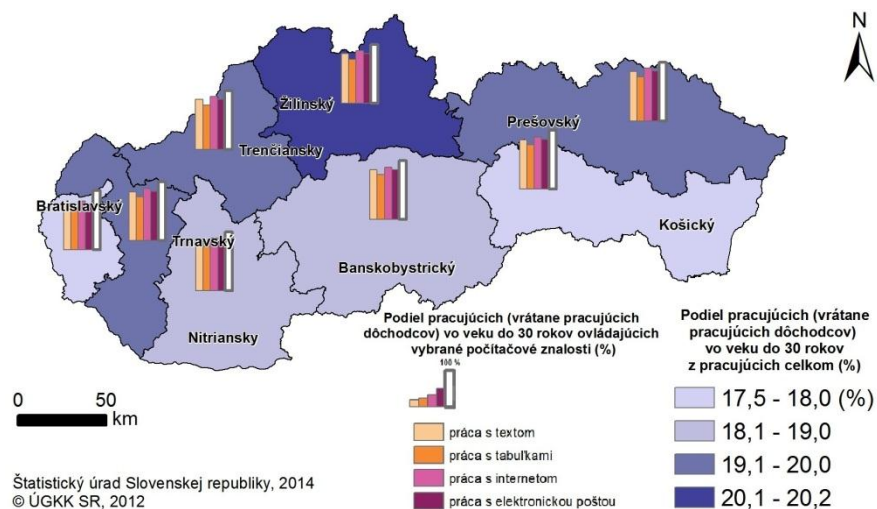 N
Žilinský
Prešovský
Trenčiansky
Bratislavský
Košický
Trnavský
Banskobystrický
Nitriansky
Podiel pracujúcich (vrátane pracujúcich
dôchodcov) vo veku do 30 rokov ovládajúcich
vybrané počítačové znalosti (%)
100 %
práca s textom
práca s tabuľkami
práca s internetom
práca s elektronickou poštou
Podiel pracujúcich (vrátane
pracujúcich dôchodcov)
vo veku do 30 rokov
z pracujúcich celkom (%)
17,5 - 18,0 (%)
18,1 - 19,0
19,1 - 20,0
20,1 - 20,2
0 50
km
Štatistický úrad Slovenskej republiky, 2014
© ÚGKK SR, 2012